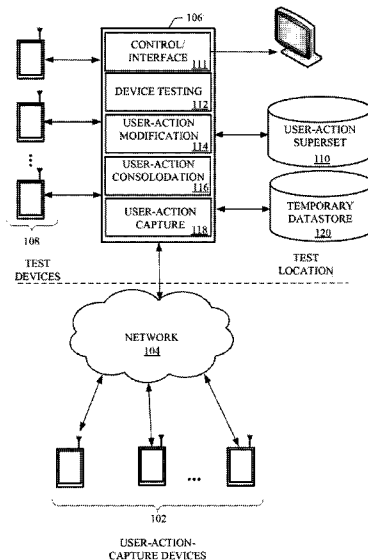 106
CONTROL/
INTERFACE
111
DEVICE TESTING
112
USER-ACTION
MODIFICATION
114
USER-ACTION
CONSOLODATION
116
USER-ACTION
CAPTURE
118
USER-ACTION
SUPERSET
110
TEMPORARY
DATASTORE
120
108
TEST
DEVICES
TEST
LOCATION
NETWORK
104
102
USER-ACTION-
CAPTURE DEVICES